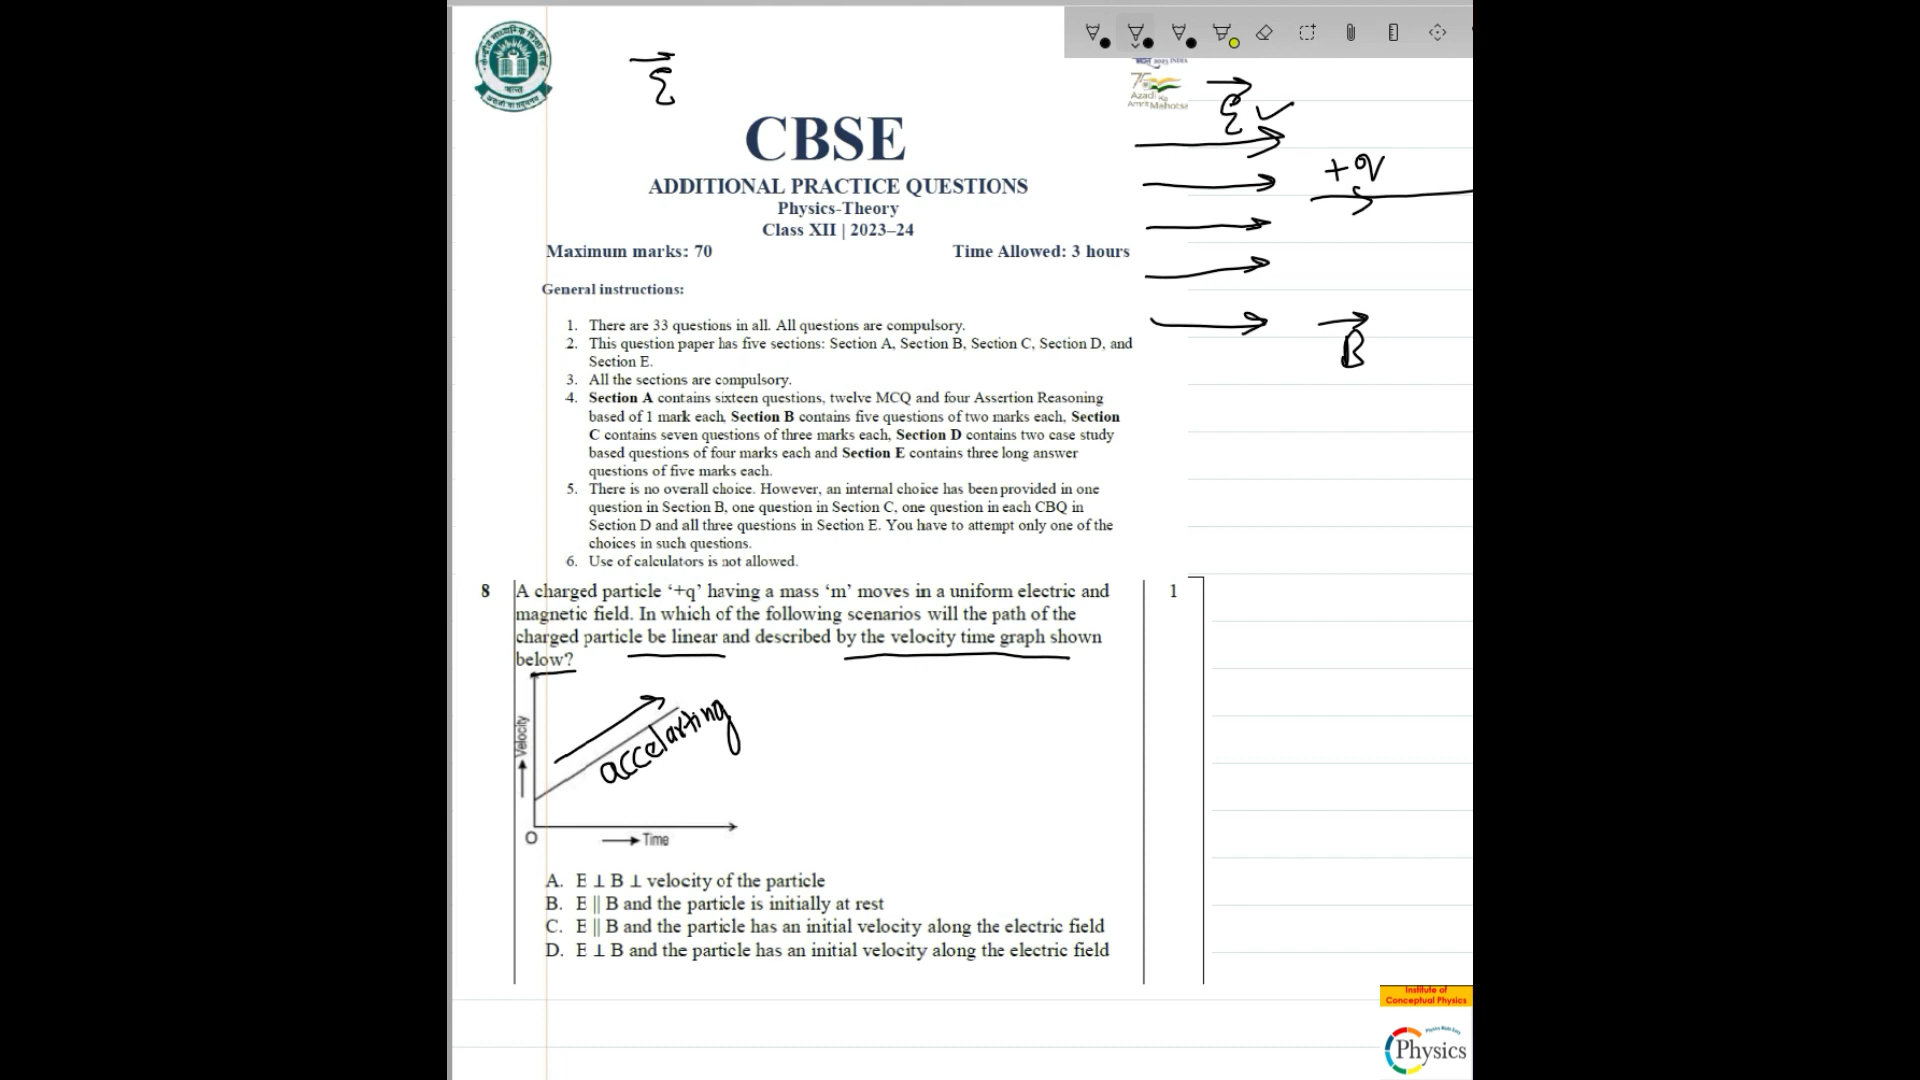 CBSE
ADDITIONAL PRACTICE QUESTIONS
Physics-Theory
Class XII | 2023–24
Maximum marks: 70 Time Allowed: 3 hours
General instructions:
1. There are 33 questions in all. All questions are compulsory.
2. This question paper has five sections: Section A, Section B, Section C, Section D, and
Section E.
3. All the sections are compulsory.
4. Section A contains sixteen questions, twelve MCQ and four Assertion Reasoning
based of 1 mark each, Section B contains five questions of two marks each, Section
C contains seven questions of three marks each, Section D contains two case study
based questions of four marks each and Section E contains three long answer
questions of five marks each.
5. There is no overall choice. However, an internal choice has been provided in one
question in Section B, one question in Section C, one question in each CBQ in
Section D and all three questions in Section E. You have to attempt only one of the
choices in such questions.
6. Use of calculators is not allowed.
8 A charged particle ‘+q’ having a mass ‘m’ moves in a uniform electric and 1
magnetic field. In which of the following scenarios will the path of the
charged particle be linear and described by the velocity time graph shown
below?
Velocity
accelarting
O
Time
A. E ⊥ B ⊥ velocity of the particle
B. E || B and the particle is initially at rest
C. E || B and the particle has an initial velocity along the electric field
D. E ⊥ B and the particle has an initial velocity along the electric field
+q
B
2023 INDIA
75
Azadi Ka
Amrit Mahotsav
Institute of
Conceptual Physics
Physics Made Easy
Physics